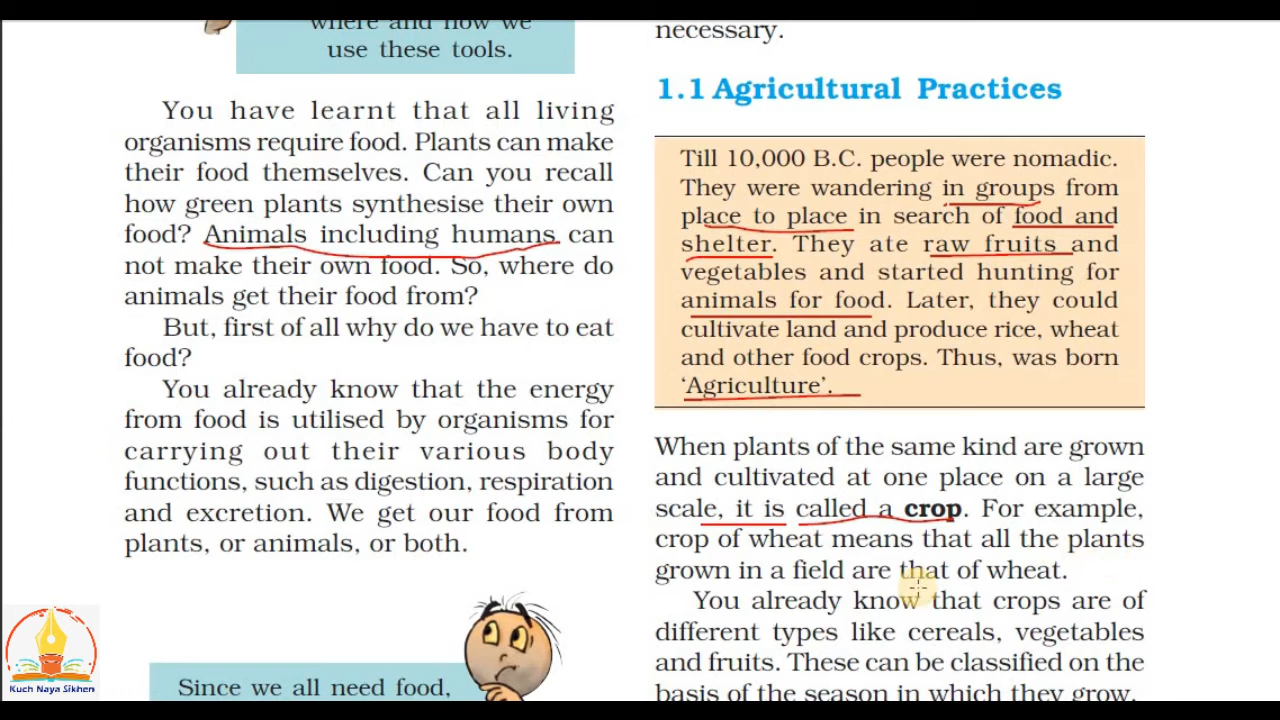 where and how we
use these tools.
You have learnt that all living
organisms require food. Plants can make
their food themselves. Can you recall
how green plants synthesise their own
food? Animals including humans can
not make their own food. So, where do
animals get their food from?
But, first of all why do we have to eat
food?
You already know that the energy
from food is utilised by organisms for
carrying out their various body
functions, such as digestion, respiration
and excretion. We get our food from
plants, or animals, or both.
Since we all need food,
Kuch Naya Sikhen
necessary.
1.1 Agricultural Practices
Till 10,000 B.C. people were nomadic.
They were wandering in groups from
place to place in search of food and
shelter. They ate raw fruits and
vegetables and started hunting for
animals for food. Later, they could
cultivate land and produce rice, wheat
and other food crops. Thus, was born
‘Agriculture’.
When plants of the same kind are grown
and cultivated at one place on a large
scale, it is called a crop. For example,
crop of wheat means that all the plants
grown in a field are that of wheat.
You already know that crops are of
different types like cereals, vegetables
and fruits. These can be classified on the
basis of the season in which they grow.